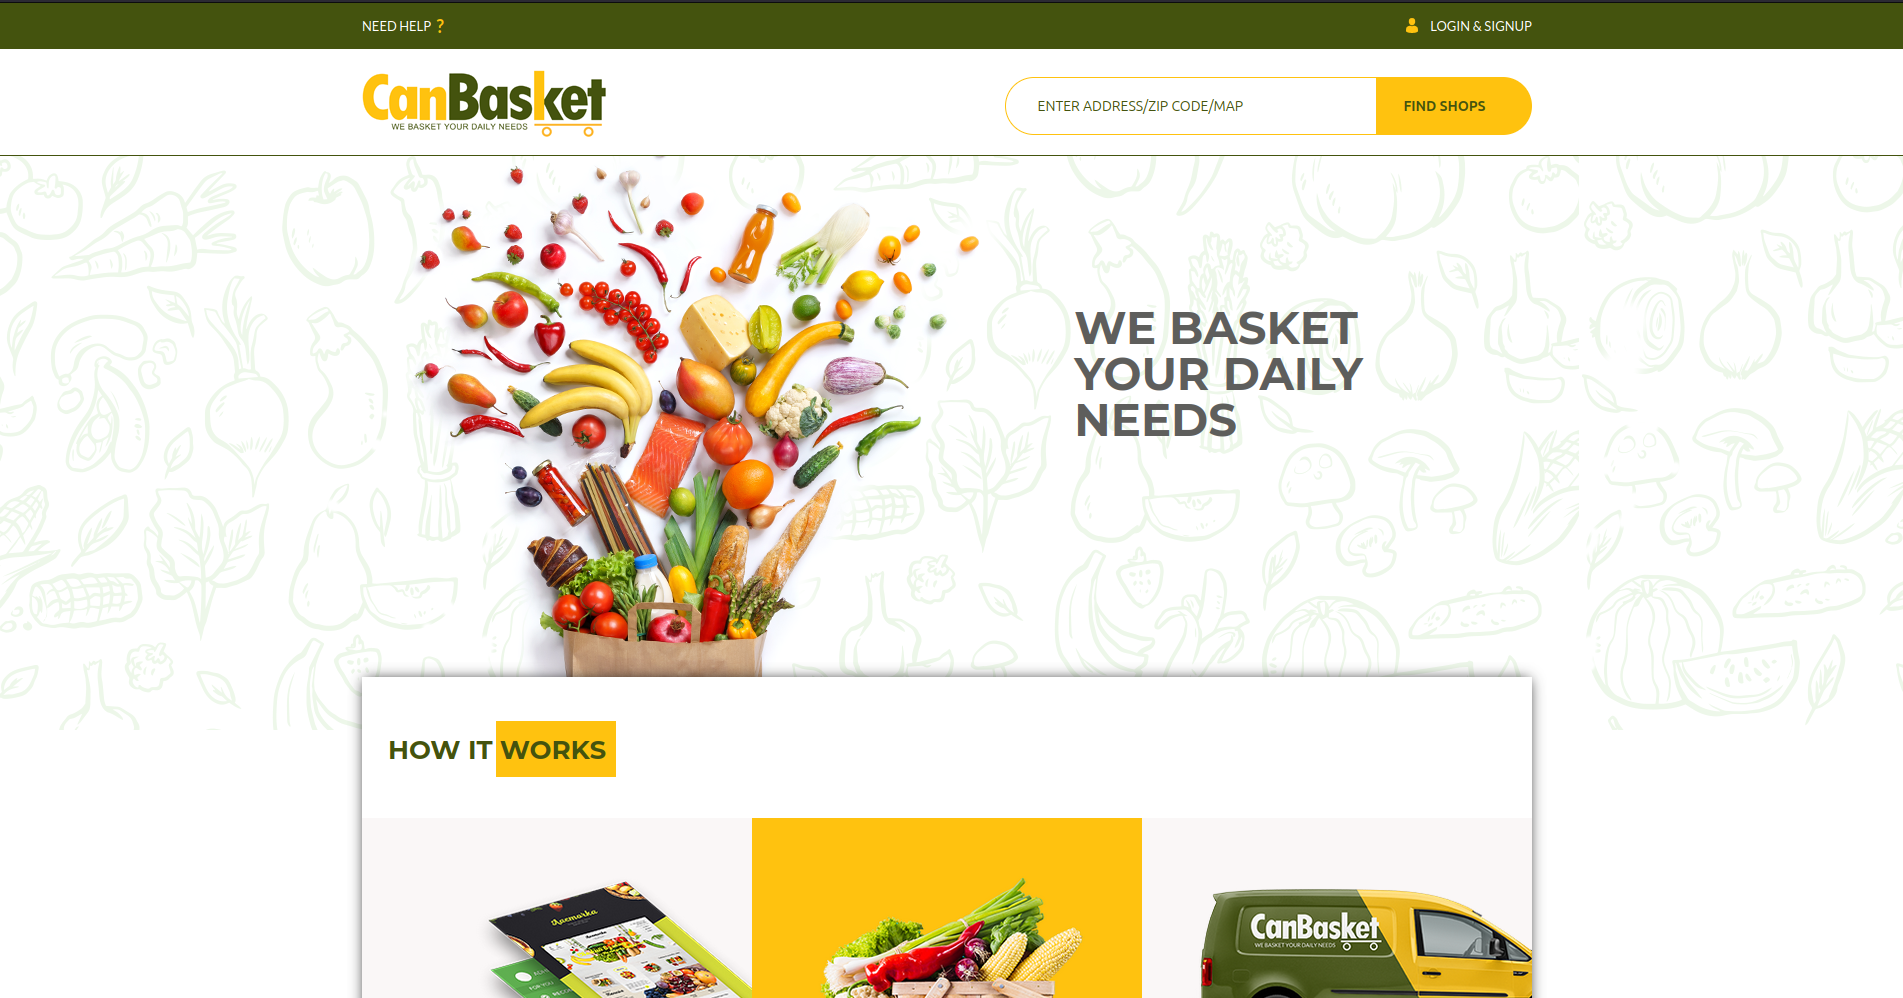 NEED HELP ?
LOGIN & SIGNUP
CanBasket
WE BASKET YOUR DAILY NEEDS
ENTER ADDRESS/ZIP CODE/MAP
FIND SHOPS
WE BASKET
YOUR DAILY
NEEDS
HOW IT WORKS
CanBasket
WE BASKET YOUR DAILY NEEDS